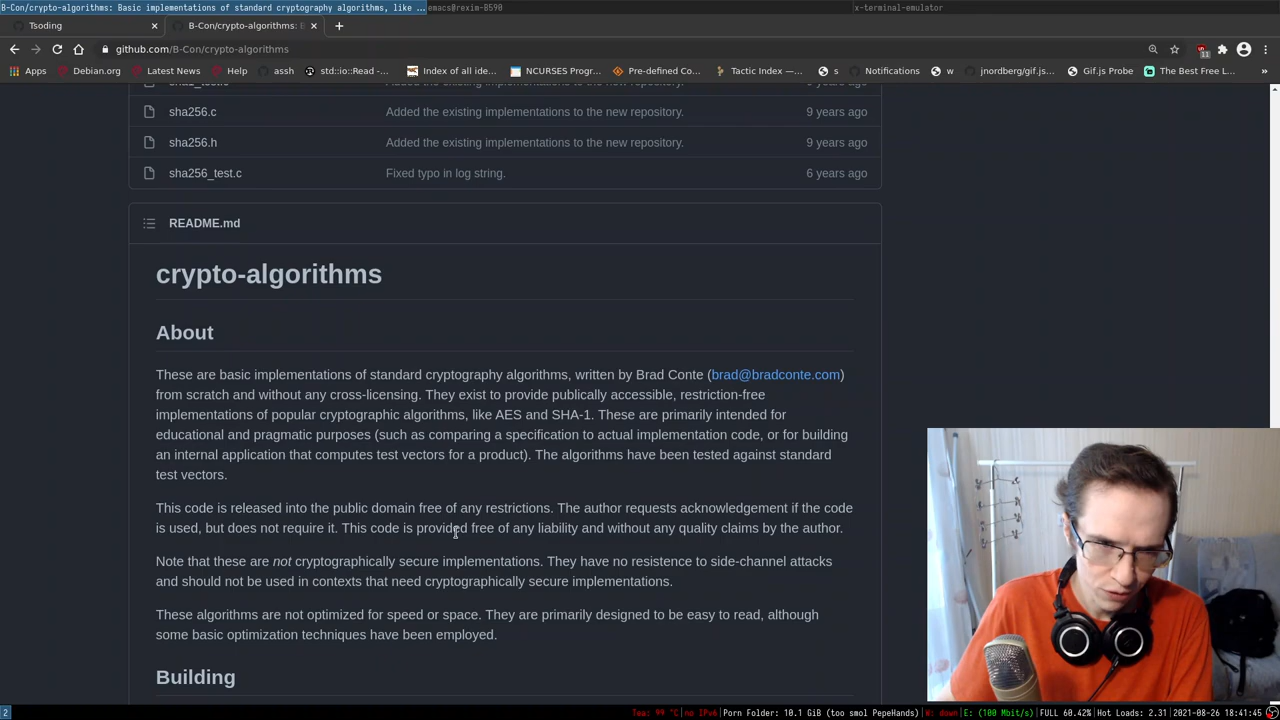 B-Con/crypto-algorithms: Basic implementations of standard cryptography algorithms, like ...
emacs@rexim-B590
x-terminal-emulator
Tsoding
B-Con/crypto-algorithms: B
github.com/B-Con/crypto-algorithms
11
Apps
Debian.org
Latest News
Help
assh
std::io::Read -...
Index of all ide...
NCURSES Progr...
Pre-defined Co...
Tactic Index —...
s
Notifications
w
jnordberg/gif.js...
Gif.js Probe
The Best Free L...
»
sha256.c Added the existing implementations to the new repository. 9 years ago
sha256.h Added the existing implementations to the new repository. 9 years ago
sha256_test.c Fixed typo in log string. 6 years ago
README.md
crypto-algorithms
About
These are basic implementations of standard cryptography algorithms, written by Brad Conte (brad@bradconte.com)
from scratch and without any cross-licensing. They exist to provide publically accessible, restriction-free
implementations of popular cryptographic algorithms, like AES and SHA-1. These are primarily intended for
educational and pragmatic purposes (such as comparing a specification to actual implementation code, or for building
an internal application that computes test vectors for a product). The algorithms have been tested against standard
test vectors.
This code is released into the public domain free of any restrictions. The author requests acknowledgement if the code
is used, but does not require it. This code is provided free of any liability and without any quality claims by the author.
Note that these are not cryptographically secure implementations. They have no resistance to side-channel attacks
and should not be used in contexts that need cryptographically secure implementations.
These algorithms are not optimized for speed or space. They are primarily designed to be easy to read, although
some basic optimization techniques have been employed.
Building
2
Tea: 99 °C no IPv6 Porn Folder: 10.1 GiB (too smol PepeHands) W: down E: (100 Mbit/s) FULL 60.42% Hot Loads: 2.31 2021-08-26 18:41:45